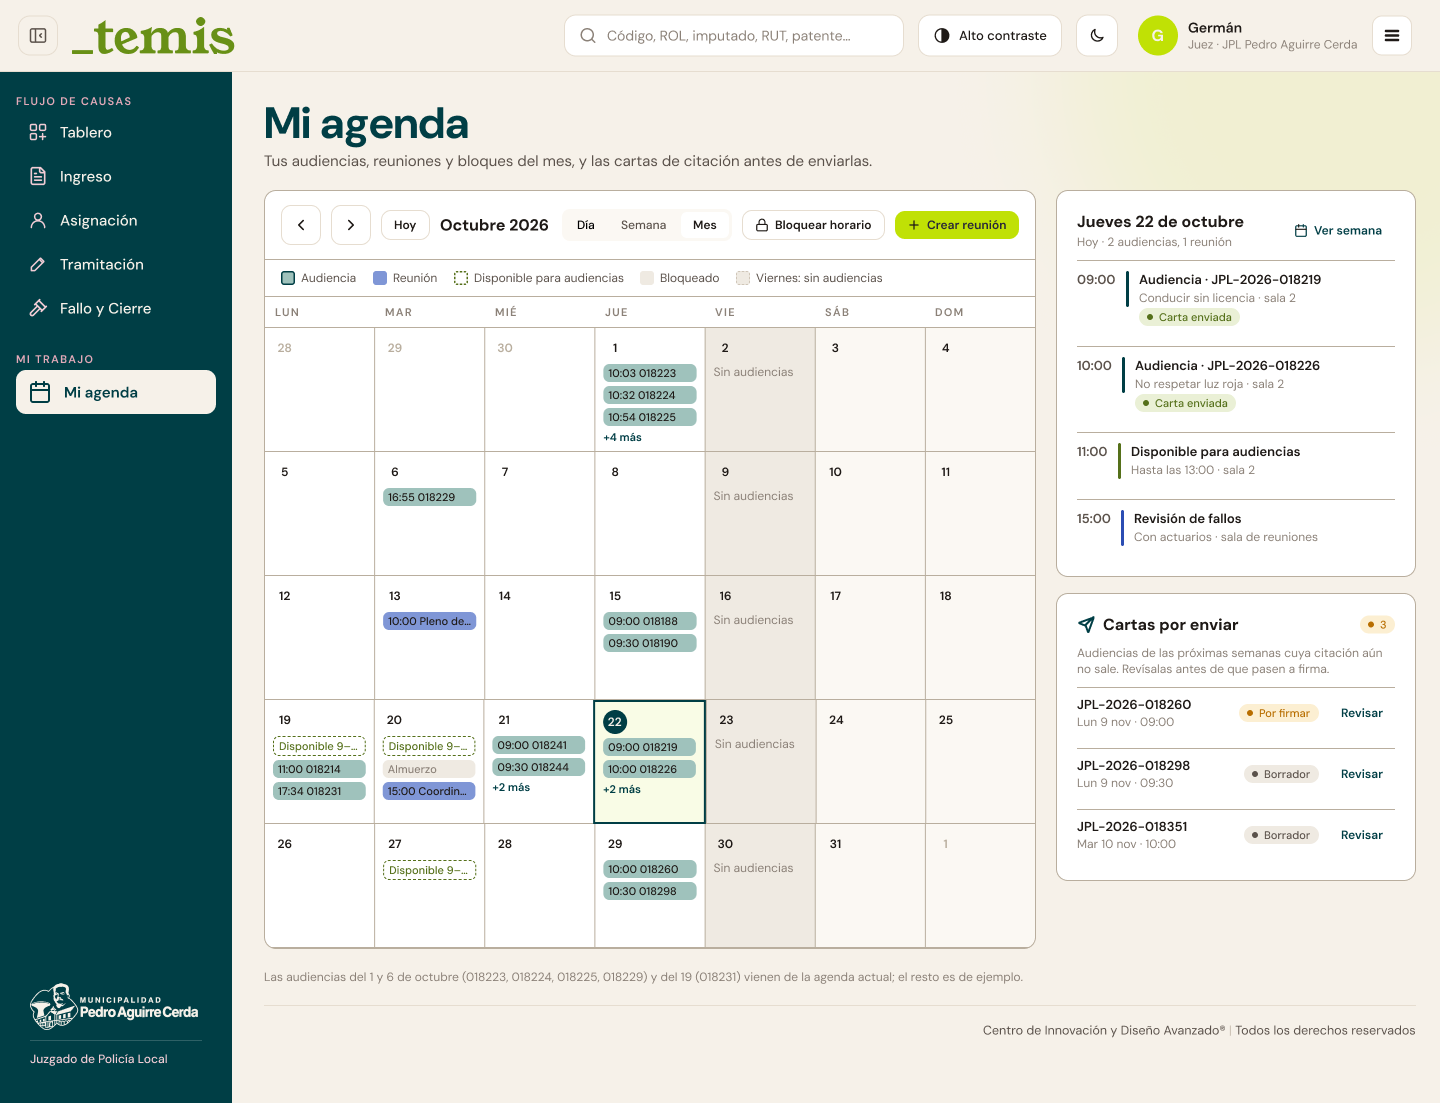 _temis
Código, ROL, imputado, RUT, patente...
Alto contraste
G
Germán
Juez · JPL Pedro Aguirre Cerda
FLUJO DE CAUSAS
Tablero
Ingreso
Asignación
Tramitación
Fallo y Cierre
MI TRABAJO
Mi agenda
MUNICIPALIDAD
Pedro Aguirre Cerda
Juzgado de Policía Local
Mi agenda
Tus audiencias, reuniones y bloques del mes, y las cartas de citación antes de enviarlas.
Hoy
Octubre 2026
Día
Semana
Mes
Bloquear horario
+ Crear reunión
Audiencia
Reunión
Disponible para audiencias
Bloqueado
Viernes: sin audiencias
LUN MAR MIÉ JUE VIE SÁB DOM
28 29 30 1 2 3 4
10:03 018223
10:32 018224
10:54 018225
+4 más
Sin audiencias
5 6 7 8 9 10 11
16:55 018229
Sin audiencias
12 13 14 15 16 17 18
10:00 Pleno de...
09:00 018188
09:30 018190
Sin audiencias
19 20 21 22 23 24 25
Disponible 9–...
11:00 018214
17:34 018231
Disponible 9–...
Almuerzo
15:00 Coordin...
09:00 018241
09:30 018244
+2 más
09:00 018219
10:00 018226
+2 más
Sin audiencias
26 27 28 29 30 31 1
Disponible 9–...
10:00 018260
10:30 018298
Sin audiencias
Las audiencias del 1 y 6 de octubre (018223, 018224, 018225, 018229) y del 19 (018231) vienen de la agenda actual; el resto es de ejemplo.
Jueves 22 de octubre
Hoy · 2 audiencias, 1 reunión
Ver semana
09:00
Audiencia · JPL-2026-018219
Conducir sin licencia · sala 2
Carta enviada
10:00
Audiencia · JPL-2026-018226
No respetar luz roja · sala 2
Carta enviada
11:00
Disponible para audiencias
Hasta las 13:00 · sala 2
15:00
Revisión de fallos
Con actuarios · sala de reuniones
Cartas por enviar
3
Audiencias de las próximas semanas cuya citación aún
no sale. Revísalas antes de que pasen a firma.
JPL-2026-018260
Lun 9 nov · 09:00
Por firmar
Revisar
JPL-2026-018298
Lun 9 nov · 09:30
Borrador
Revisar
JPL-2026-018351
Mar 10 nov · 10:00
Borrador
Revisar
Centro de Innovación y Diseño Avanzado® | Todos los derechos reservados